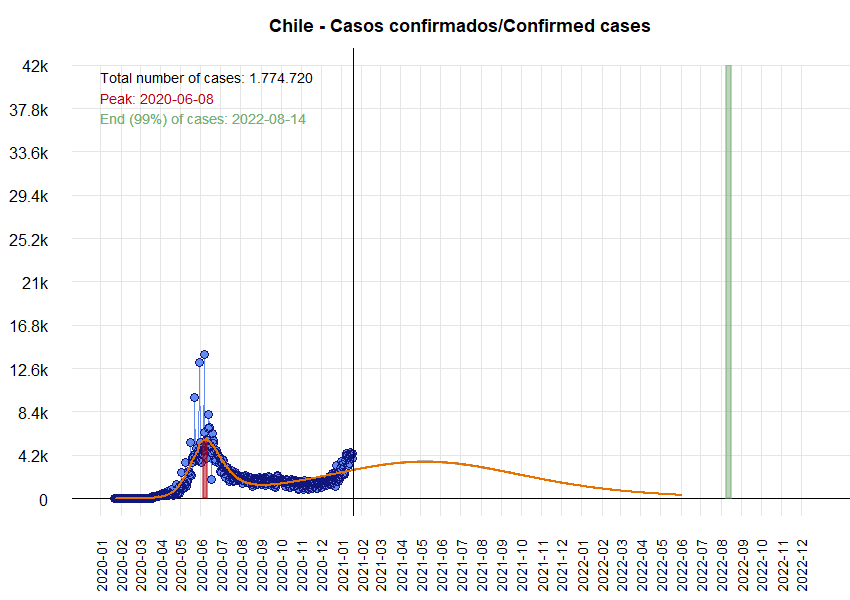 Chile - Casos confirmados/Confirmed cases
Total number of cases: 1.774.720
Peak: 2020-06-08
End (99%) of cases: 2022-08-14
42k
37.8k
33.6k
29.4k
25.2k
21k
16.8k
12.6k
8.4k
4.2k
0
2020-01
2020-02
2020-03
2020-04
2020-05
2020-06
2020-07
2020-08
2020-09
2020-10
2020-11
2020-12
2021-01
2021-02
2021-03
2021-04
2021-05
2021-06
2021-07
2021-08
2021-09
2021-10
2021-11
2021-12
2022-01
2022-02
2022-03
2022-04
2022-05
2022-06
2022-07
2022-08
2022-09
2022-10
2022-11
2022-12